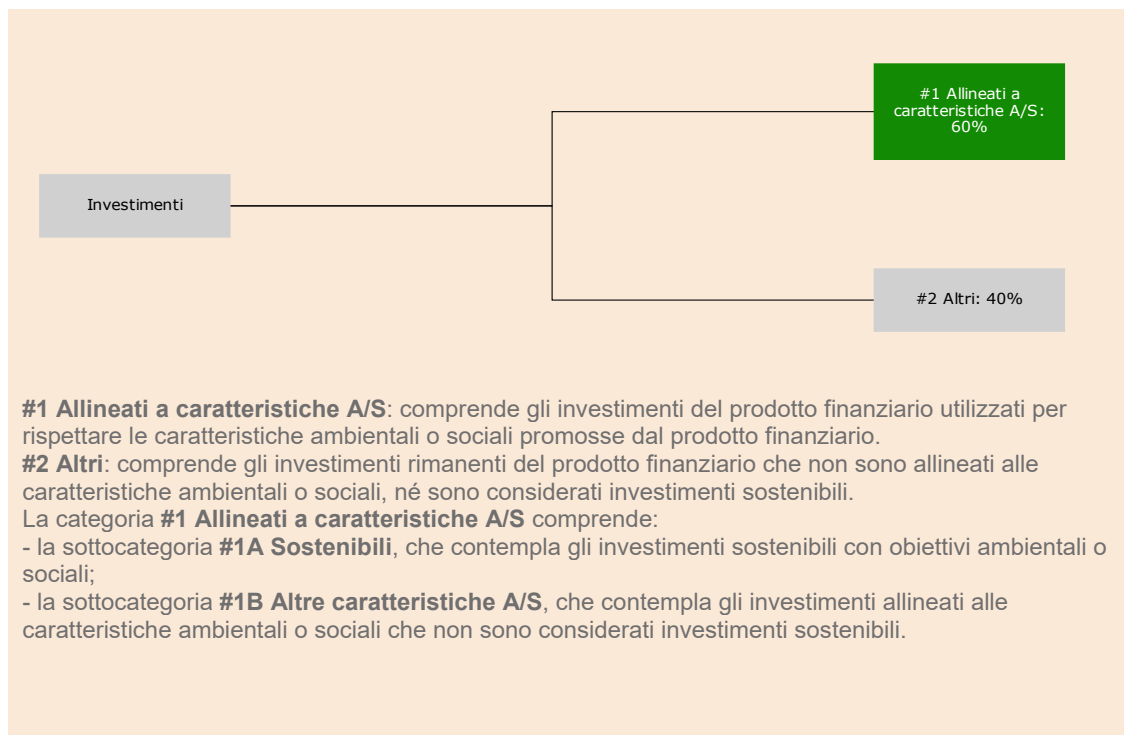 #1 Allineati a
caratteristiche A/S:
60%
Investimenti
#2 Altri: 40%
#1 Allineati a caratteristiche A/S: comprende gli investimenti del prodotto finanziario utilizzati per
rispettare le caratteristiche ambientali o sociali promosse dal prodotto finanziario.
#2 Altri: comprende gli investimenti rimanenti del prodotto finanziario che non sono allineati alle
caratteristiche ambientali o sociali, né sono considerati investimenti sostenibili.
La categoria #1 Allineati a caratteristiche A/S comprende:
- la sottocategoria #1A Sostenibili, che contempla gli investimenti sostenibili con obiettivi ambientali o
sociali;
- la sottocategoria #1B Altre caratteristiche A/S, che contempla gli investimenti allineati alle
caratteristiche ambientali o sociali che non sono considerati investimenti sostenibili.